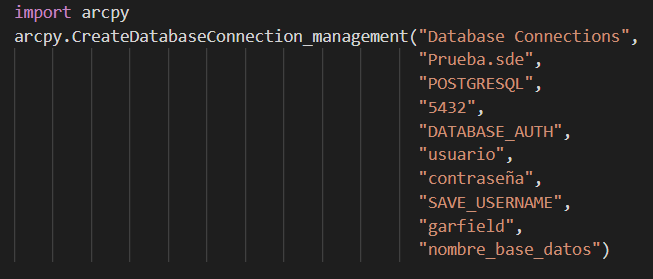 import arcpy
arcpy.CreateDatabaseConnection_management("Database Connections",
"Prueba.sde",
"POSTGRESQL",
"5432",
"DATABASE_AUTH",
"usuario",
"contraseña",
"SAVE_USERNAME",
"garfield",
"nombre_base_datos")